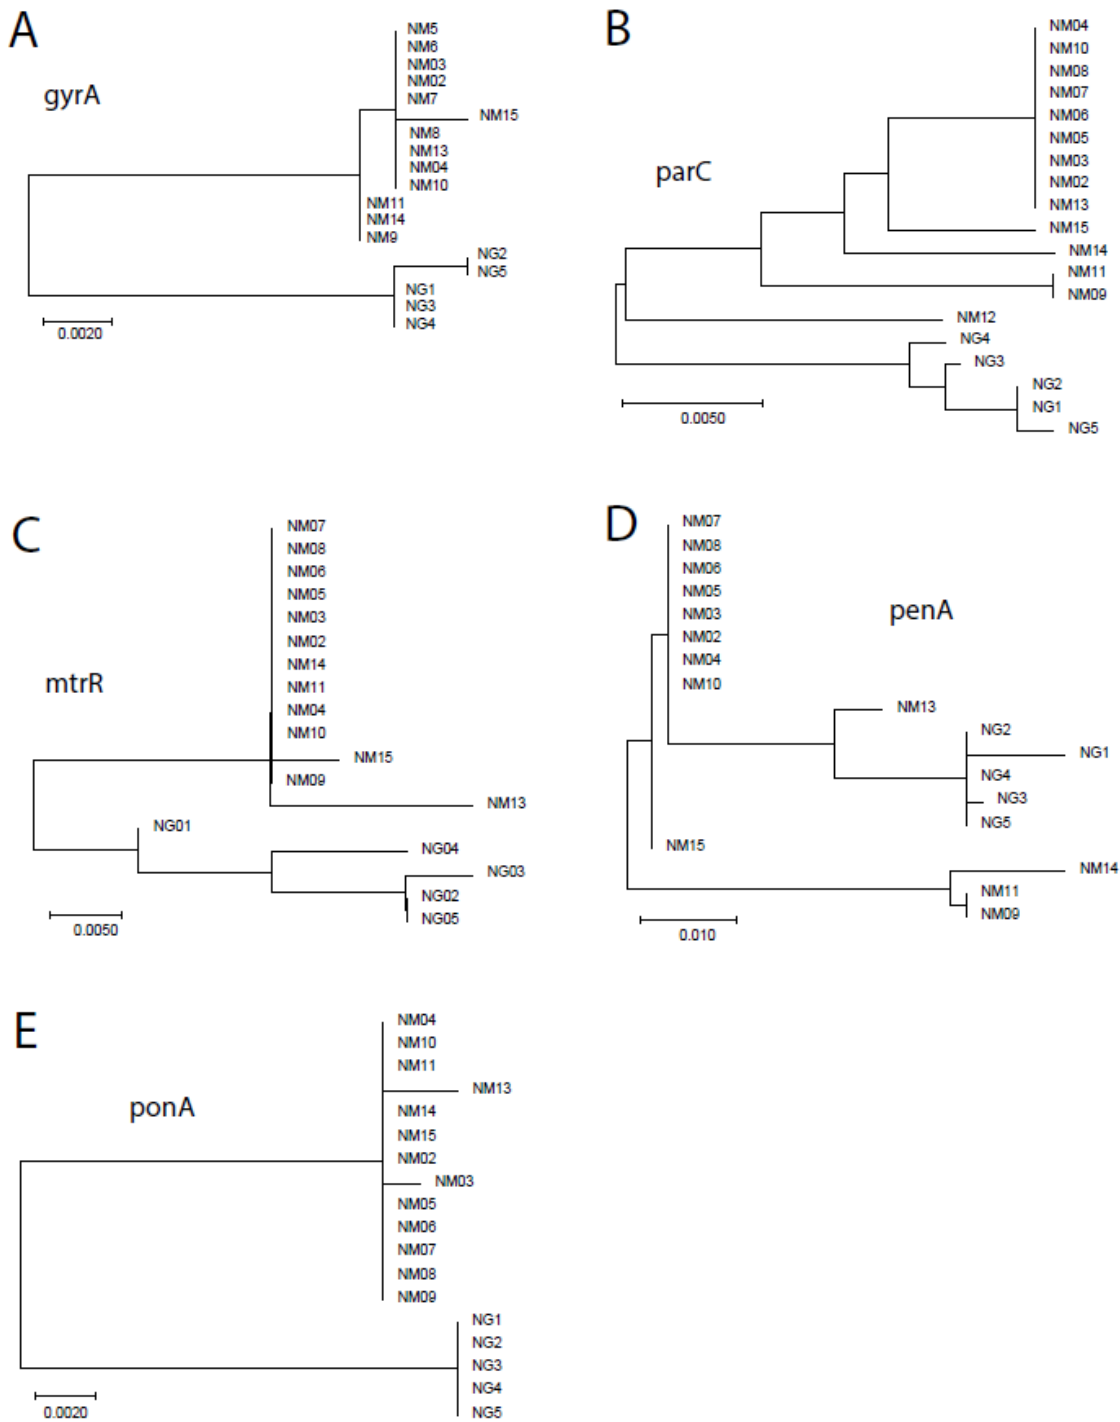 A
gyrA
NM5
NM6
NM03
NM02
NM7
NM15
NM8
NM13
NM04
NM10
NM11
NM14
NM9
NG2
NG5
NG1
NG3
NG4
0.0020
B
parC
NM04
NM10
NM08
NM07
NM06
NM05
NM03
NM02
NM13
NM15
NM14
NM11
NM09
NM12
NG4
NG3
NG2
NG1
NG5
0.0050
C
mtrR
NM07
NM08
NM06
NM05
NM03
NM02
NM14
NM11
NM04
NM10
NM15
NM09
NM13
NG01
NG04
NG03
NG02
NG05
0.0050
D
penA
NM07
NM08
NM06
NM05
NM03
NM02
NM04
NM10
NM13
NG2
NG1
NG4
NG3
NG5
NM15
NM14
NM11
NM09
0.010
E
ponA
NM04
NM10
NM11
NM13
NM14
NM15
NM02
NM03
NM05
NM06
NM07
NM08
NM09
NG1
NG2
NG3
NG4
NG5
0.0020